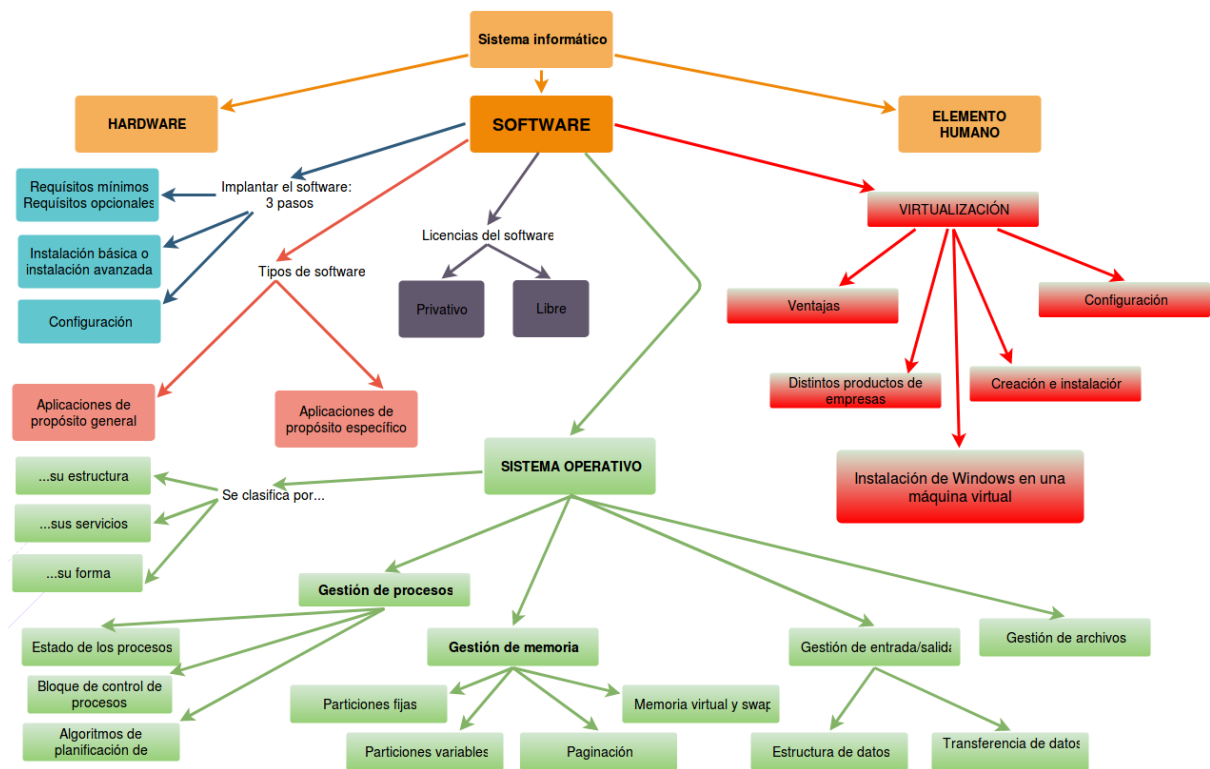 Sistema informático
HARDWARE
SOFTWARE
ELEMENTO
HUMANO
Requísitos mínimos
Requísitos opcionales
Implantar el software:
3 pasos
Instalación básica o
instalación avanzada
Configuración
Tipos de software
Licencias del software
Privativo
Libre
VIRTUALIZACIÓN
Ventajas
Configuración
Distintos productos de
empresas
Creación e instalaciór
Instalación de Windows en una
máquina virtual
Aplicaciones de
propósito general
Aplicaciones de
propósito específico
SISTEMA OPERATIVO
Se clasifica por...
...su estructura
...sus servicios
...su forma
Gestión de procesos
Estado de los procesos
Bloque de control de
procesos
Algoritmos de
planificación de
Gestión de memoria
Particiones fijas
Memoria virtual y swap
Particiones variables
Paginación
Gestión de entrada/salida
Estructura de datos
Transferencia de datos
Gestión de archivos